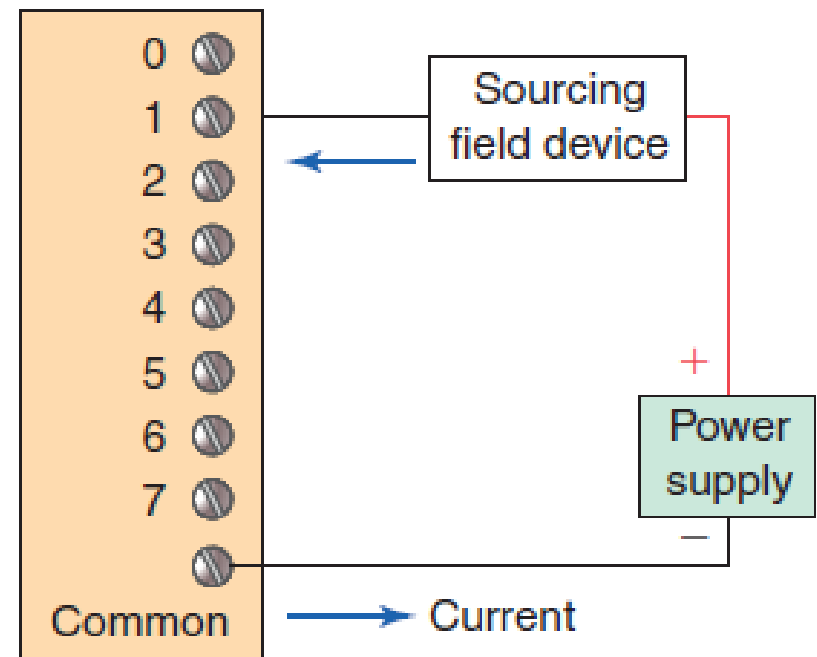 0
1
2
3
4
5
6
7
Common
Sourcing
field device
+
Power
supply
–
Current